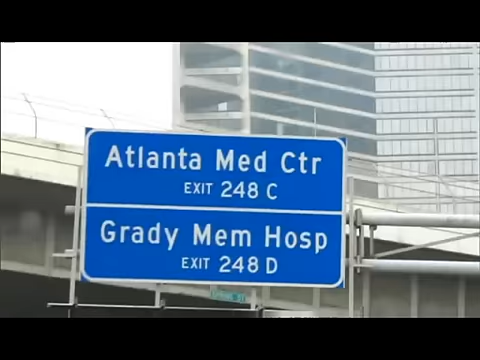 Atlanta Med Ctr
EXIT 248 C
Grady Mem Hosp
EXIT 248 D